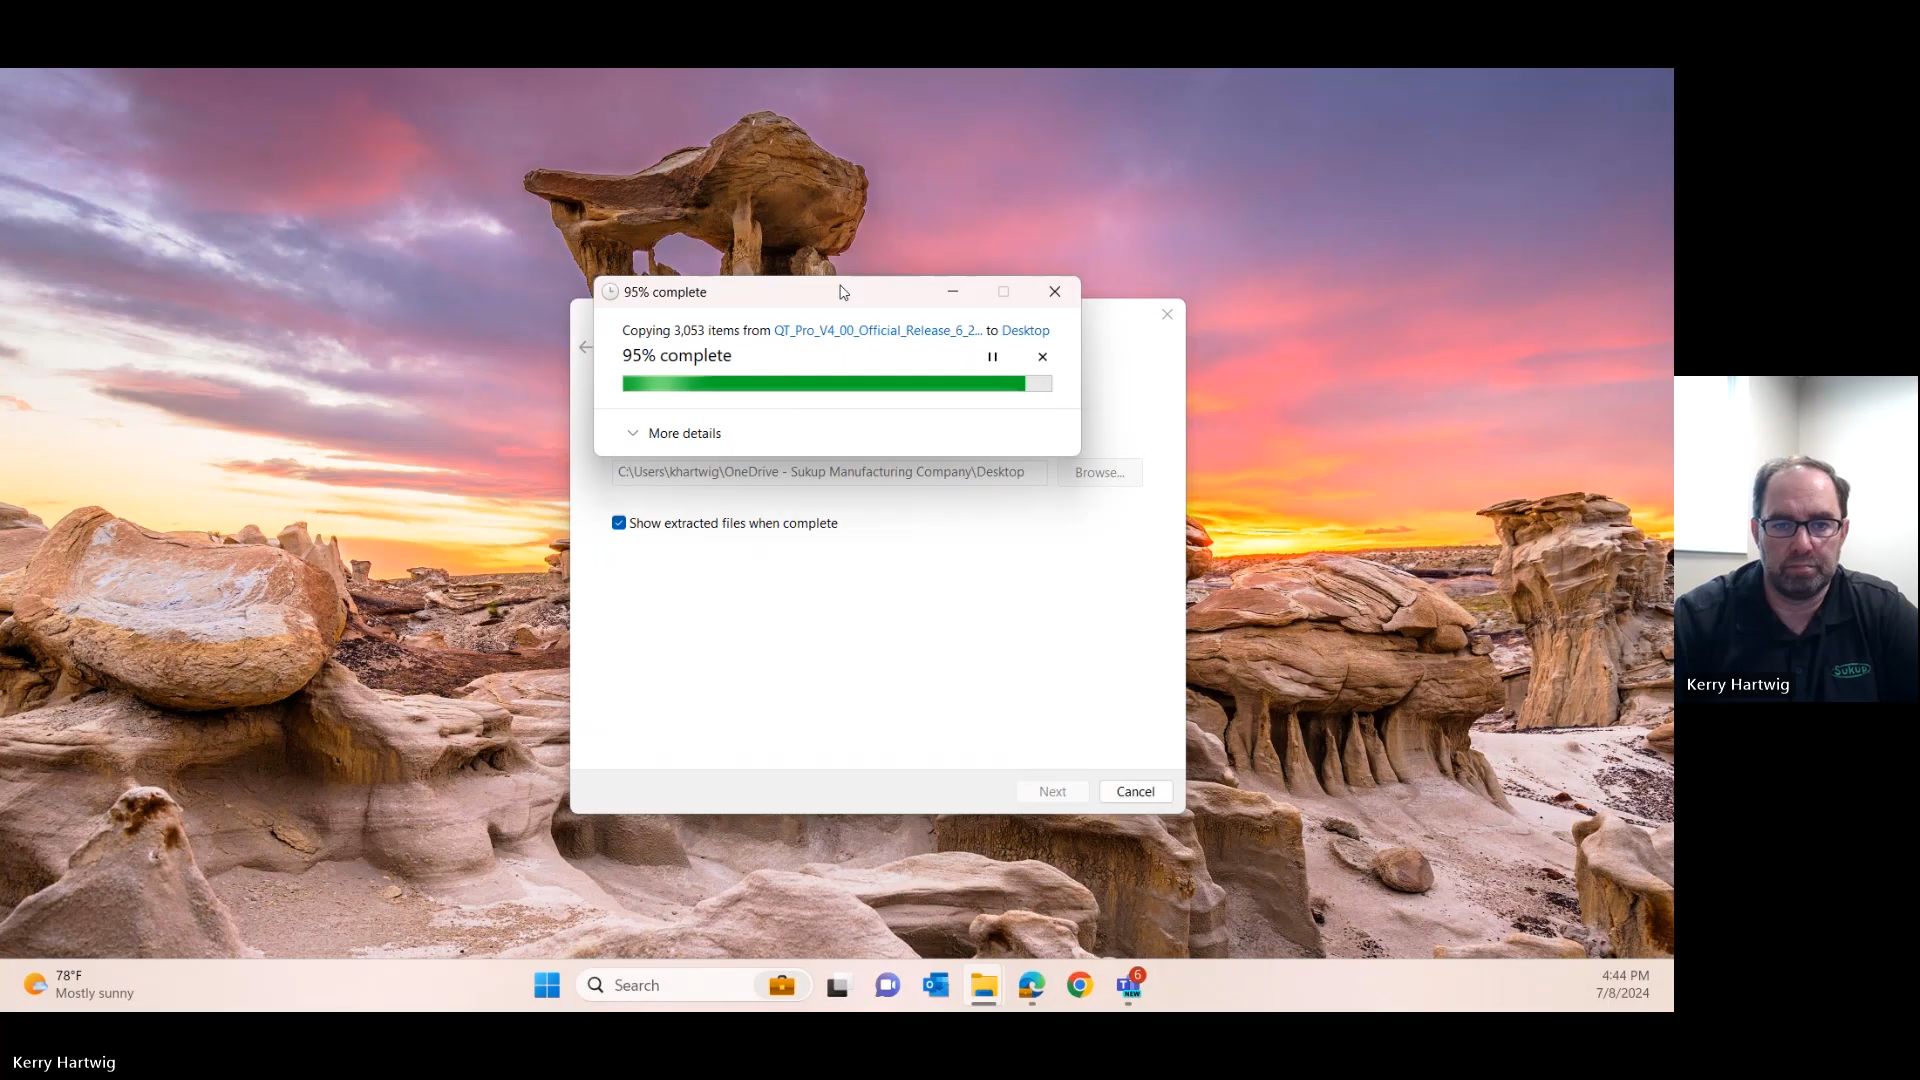 95% complete
Copying 3,053 items from QT_Pro_V4_00_Official_Release_6_2... to Desktop
95% complete
More details
C:\Users\khartwig\OneDrive - Sukup Manufacturing Company\Desktop
Browse...
Show extracted files when complete
Next
Cancel
Sukup
Kerry Hartwig
78°F
Mostly sunny
Search
6
T
NEW
4:44 PM
7/8/2024
Kerry Hartwig